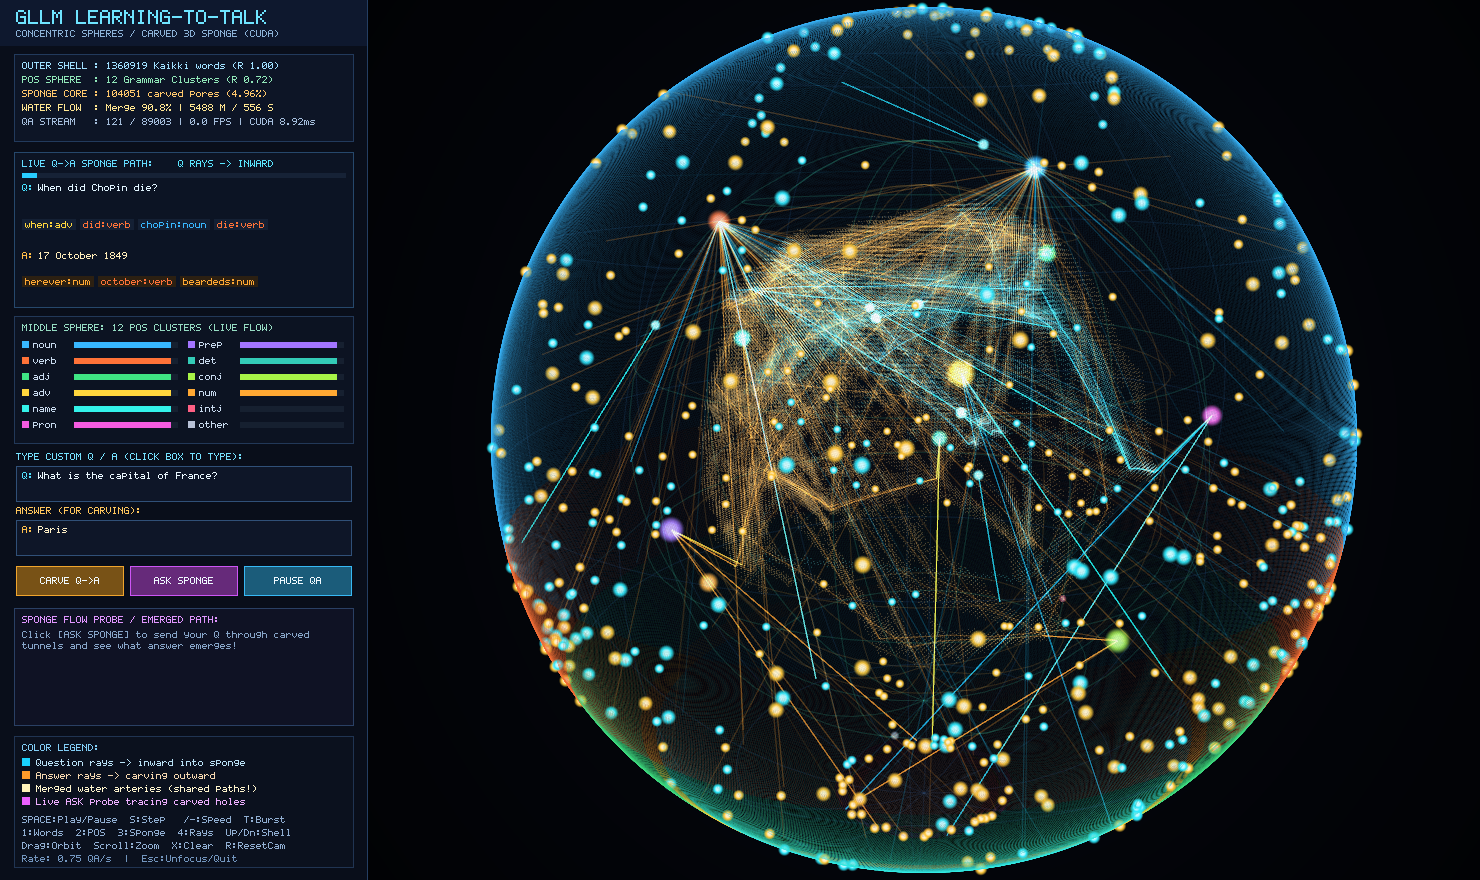 GLLM LEARNING-TO-TALK
CONCENTRIC SPHERES / CARVED 3D SPONGE (CUDA)
OUTER SHELL : 1360919 Kaikki words (R 1.00)
POS SPHERE : 12 Grammar Clusters (R 0.72)
SPONGE CORE : 104051 carved Pores (4.96%)
WATER FLOW : Merge 90.8% | 5488 M / 556 S
QA STREAM : 121 / 89003 | 0.0 FPS | CUDA 8.92ms
LIVE Q->A SPONGE PATH: Q RAYS -> INWARD
Q: When did ChoPin die?
when:adv did:verb choPin:noun die:verb
A: 17 October 1849
herever:num october:verb beardeds:num
MIDDLE SPHERE: 12 POS CLUSTERS (LIVE FLOW)
noun PreP
verb det
adj conj
adv num
name intj
Pron other
TYPE CUSTOM Q / A (CLICK BOX TO TYPE):
Q: What is the caPital of France?
ANSWER (FOR CARVING):
A: Paris
CARVE Q->A ASK SPONGE PAUSE QA
SPONGE FLOW PROBE / EMERGED PATH:
Click [ASK SPONGE] to send your Q through carved
tunnels and see what answer emerges!
COLOR LEGEND:
Question rays -> inward into sPonge
Answer rays -> carving outward
Merged water arteries (shared Paths!)
Live ASK Probe tracing carved holes
SPACE:Play/Pause S:SteP /-:Speed T:Burst
1:Words 2:POS 3:SPonge 4:Rays UP/Dn:Shell
Drag:Orbit Scroll:Zoom X:Clear R:ResetCam
Rate: 0.75 QA/s | Esc:Unfocus/Quit